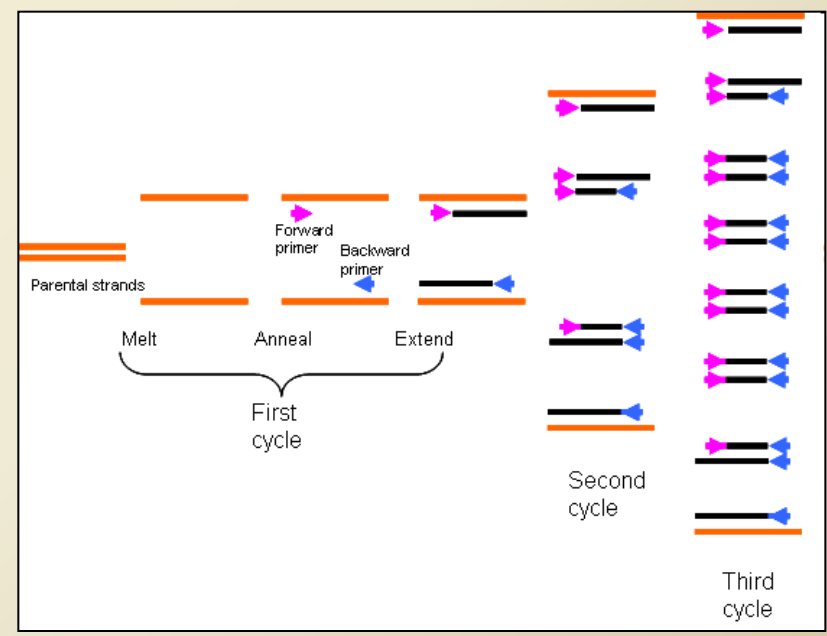 Forward
primer
Backward
primer
Parental strands
Melt
Anneal
Extend
First
cycle
Second
cycle
Third
cycle